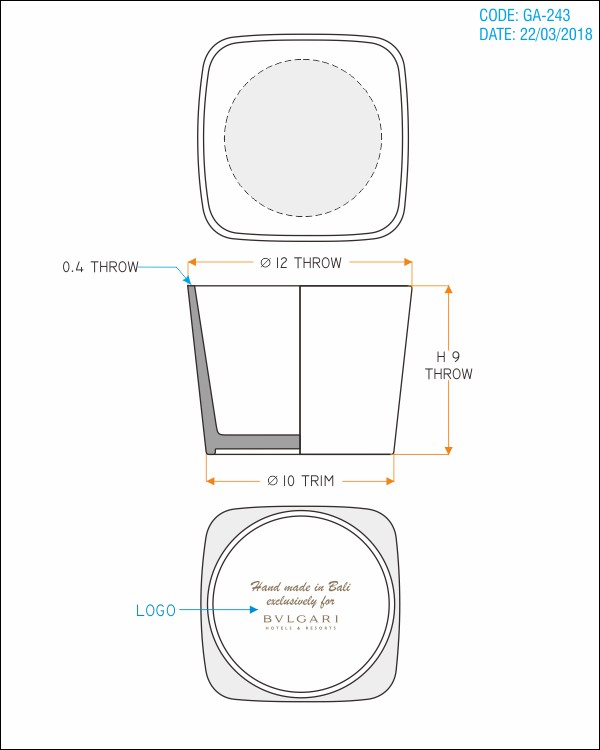 CODE: GA-243
DATE: 22/03/2018
0.4 THROW
Ø 12 THROW
H 9
THROW
Ø 10 TRIM
LOGO
Hand made in Bali
exclusively for
BVLGARI
HOTELS & RESORTS